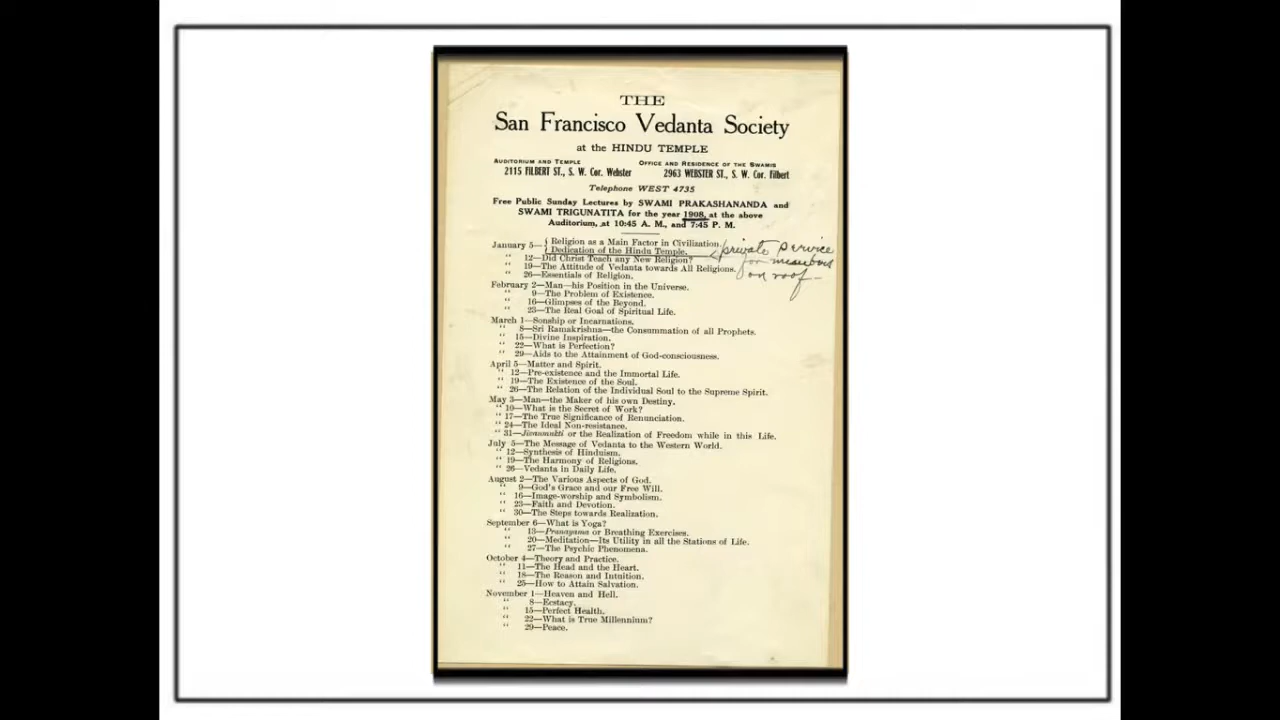 THE
San Francisco Vedanta Society
at the HINDU TEMPLE
AUDITORIUM AND TEMPLE OFFICE AND RESIDENCE OF THE SWAMIS
2115 FILBERT ST., S. W. Cor. Webster 2963 WEBSTER ST., S. W. Cor. Filbert
Telephone WEST 4735
Free Public Sunday Lectures by SWAMI PRAKASHANANDA and
SWAMI TRIGUNATITA for the year 1908, at the above
Auditorium, at 10:45 A. M., and 7:45 P. M.
January 5— { Religion as a Main Factor in Civilization.
{ Dedication of the Hindu Temple.
private service
for members
on roof—
" 12—Did Christ Teach any New Religion?
" 19—The Attitude of Vedanta towards All Religions.
" 26—Essentials of Religion.
February 2—Man—his Position in the Universe.
" 9—The Problem of Existence.
" 16—Glimpses of the Beyond.
" 23—The Real Goal of Spiritual Life.
March 1—Sonship or Incarnations.
" 8—Sri Ramakrishna—the Consummation of all Prophets.
" 15—Divine Inspiration.
" 22—What is Perfection?
" 29—Aids to the Attainment of God-consciousness.
April 5—Matter and Spirit.
" 12—Pre-existence and the Immortal Life.
" 19—The Existence of the Soul.
" 26—The Relation of the Individual Soul to the Supreme Spirit.
May 3—Man—the Maker of his own Destiny.
" 10—What is the Secret of Work?
" 17—The True Significance of Renunciation.
" 24—The Ideal Non-resistance.
" 31—Jivanmukti or the Realization of Freedom while in this Life.
July 5—The Message of Vedanta to the Western World.
" 12—Synthesis of Hinduism.
" 19—The Harmony of Religions.
" 26—Vedanta in Daily Life.
August 2—The Various Aspects of God.
" 9—God's Grace and our Free Will.
" 16—Image-worship and Symbolism.
" 23—Faith and Devotion.
" 30—The Steps towards Realization.
September 6—What is Yoga?
" 13—Pranayama or Breathing Exercises.
" 20—Meditation—Its Utility in all the Stations of Life.
" 27—The Psychic Phenomena.
October 4—Theory and Practice.
" 11—The Head and the Heart.
" 18—The Reason and Intuition.
" 25—How to Attain Salvation.
November 1—Heaven and Hell.
" 8—Ecstacy.
" 15—Perfect Health.
" 22—What is True Millennium?
" 29—Peace.